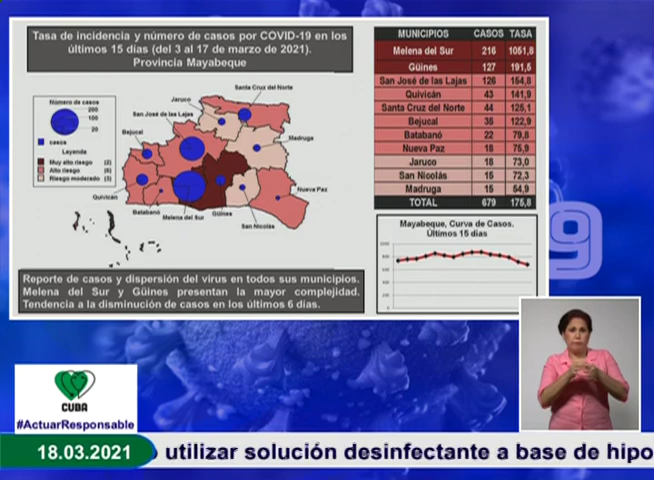 Tasa de incidencia y número de casos por COVID-19 en los
últimos 15 días (del 3 al 17 de marzo de 2021).
Provincia Mayabeque
Número de casos
200
100
20
casos
Leyenda
Muy alto riesgo (2)
Alto riesgo (6)
Riesgo moderado (3)
Santa Cruz del Norte
Jaruco
San José de las Lajas
Bejucal
Madruga
Quivicán
Batabanó
Melena del Sur
Güines
San Nicolás
Nueva Paz
MUNICIPIOS CASOS TASA
Melena del Sur 216 1051,8
Güines 127 191,5
San José de las Lajas 126 154,8
Quivicán 43 141,9
Santa Cruz del Norte 44 125,1
Bejucal 35 122,9
Batabanó 22 79,8
Nueva Paz 18 75,9
Jaruco 18 73,0
San Nicolás 15 72,3
Madruga 15 54,9
TOTAL 679 175,8
Mayabeque, Curva de Casos.
Últimos 15 días
Reporte de casos y dispersión del virus en todos sus municipios.
Melena del Sur y Güines presentan la mayor complejidad.
Tendencia a la disminución de casos en los últimos 6 días.
9
CUBA
#ActuarResponsable
18.03.2021 utilizar solución desinfectante a base de hipo